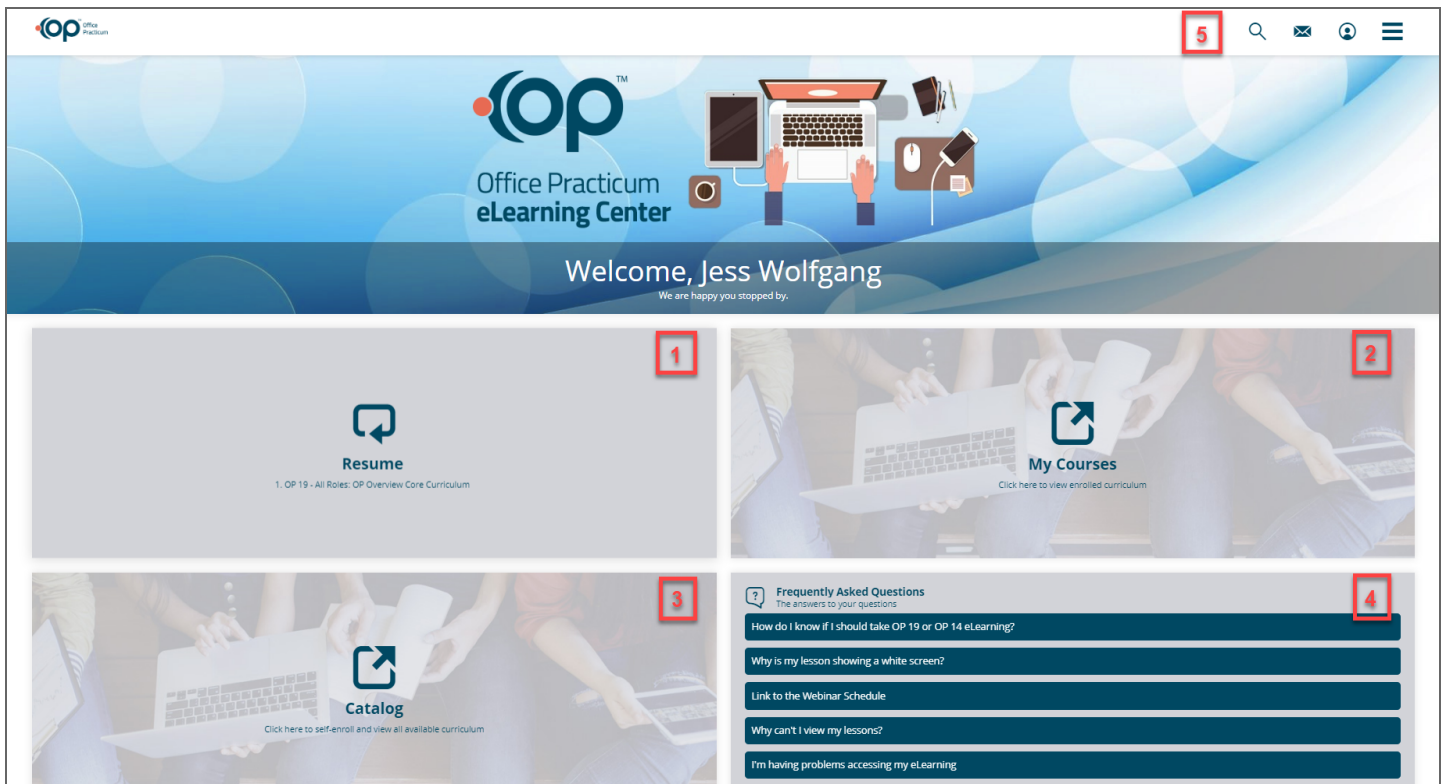 op Office
Practicum
5
op™
Office Practicum
eLearning Center
Welcome, Jess Wolfgang
We are happy you stopped by.
1
Resume
1. OP 19 - All Roles: OP Overview Core Curriculum
2
My Courses
Click here to view enrolled curriculum
3
Catalog
Click here to self-enroll and view all available curriculum
4
? Frequently Asked Questions
The answers to your questions
How do I know if I should take OP 19 or OP 14 eLearning?
Why is my lesson showing a white screen?
Link to the Webinar Schedule
Why can't I view my lessons?
I'm having problems accessing my eLearning